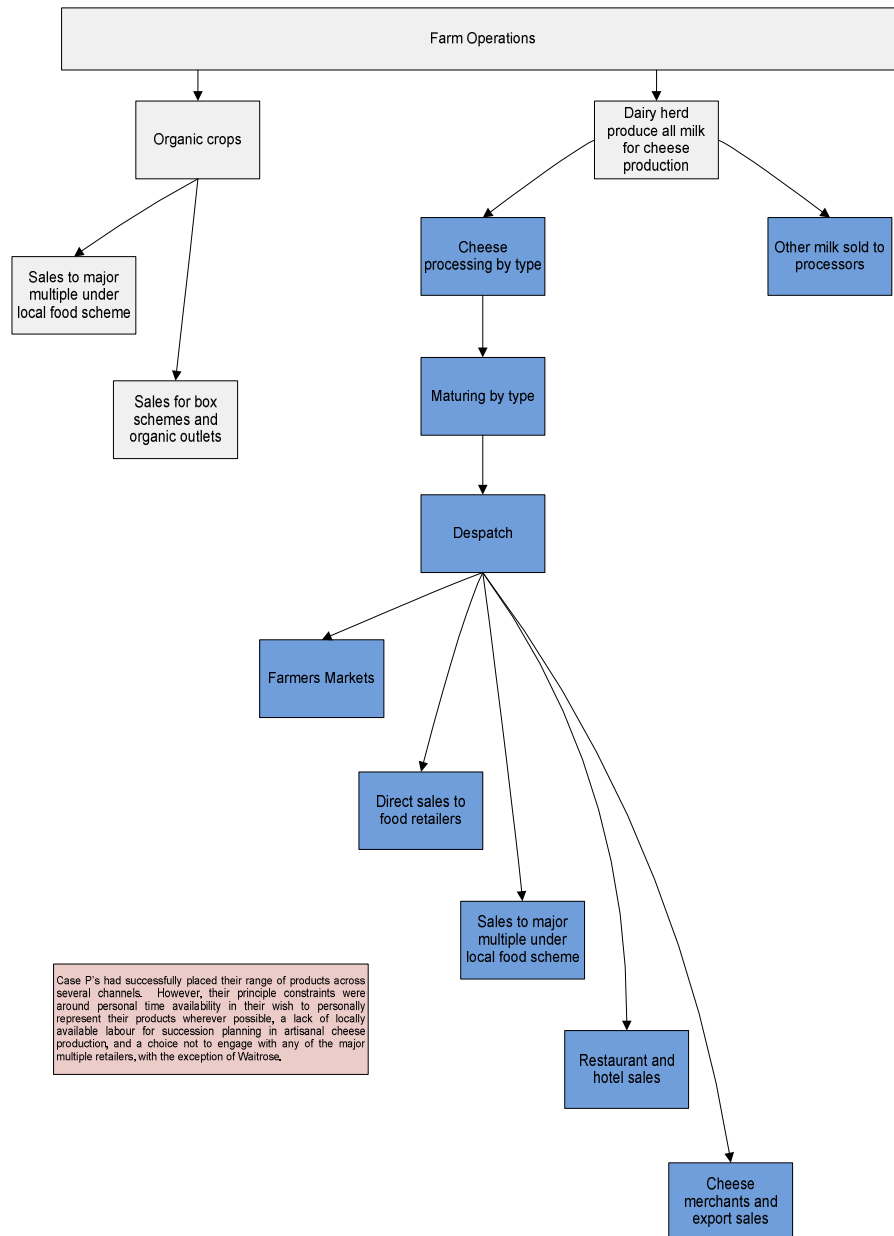 Farm Operations
Organic crops
Dairy herd
produce all milk
for cheese
production
Sales to major
multiple under
local food scheme
Cheese
processing by type
Other milk sold to
processors
Sales for box
schemes and
organic outlets
Maturing by type
Despatch
Farmers Markets
Direct sales to
food retailers
Sales to major
multiple under
local food scheme
Case P's had successfully placed their range of products across
several channels. However, their principle constraints were
around personal time availability in their wish to personally
represent their products wherever possible, a lack of locally
available labour for succession planning in artisanal cheese
production, and a choice not to engage with any of the major
multiple retailers, with the exception of Waitrose.
Restaurant and
hotel sales
Cheese
merchants and
export sales